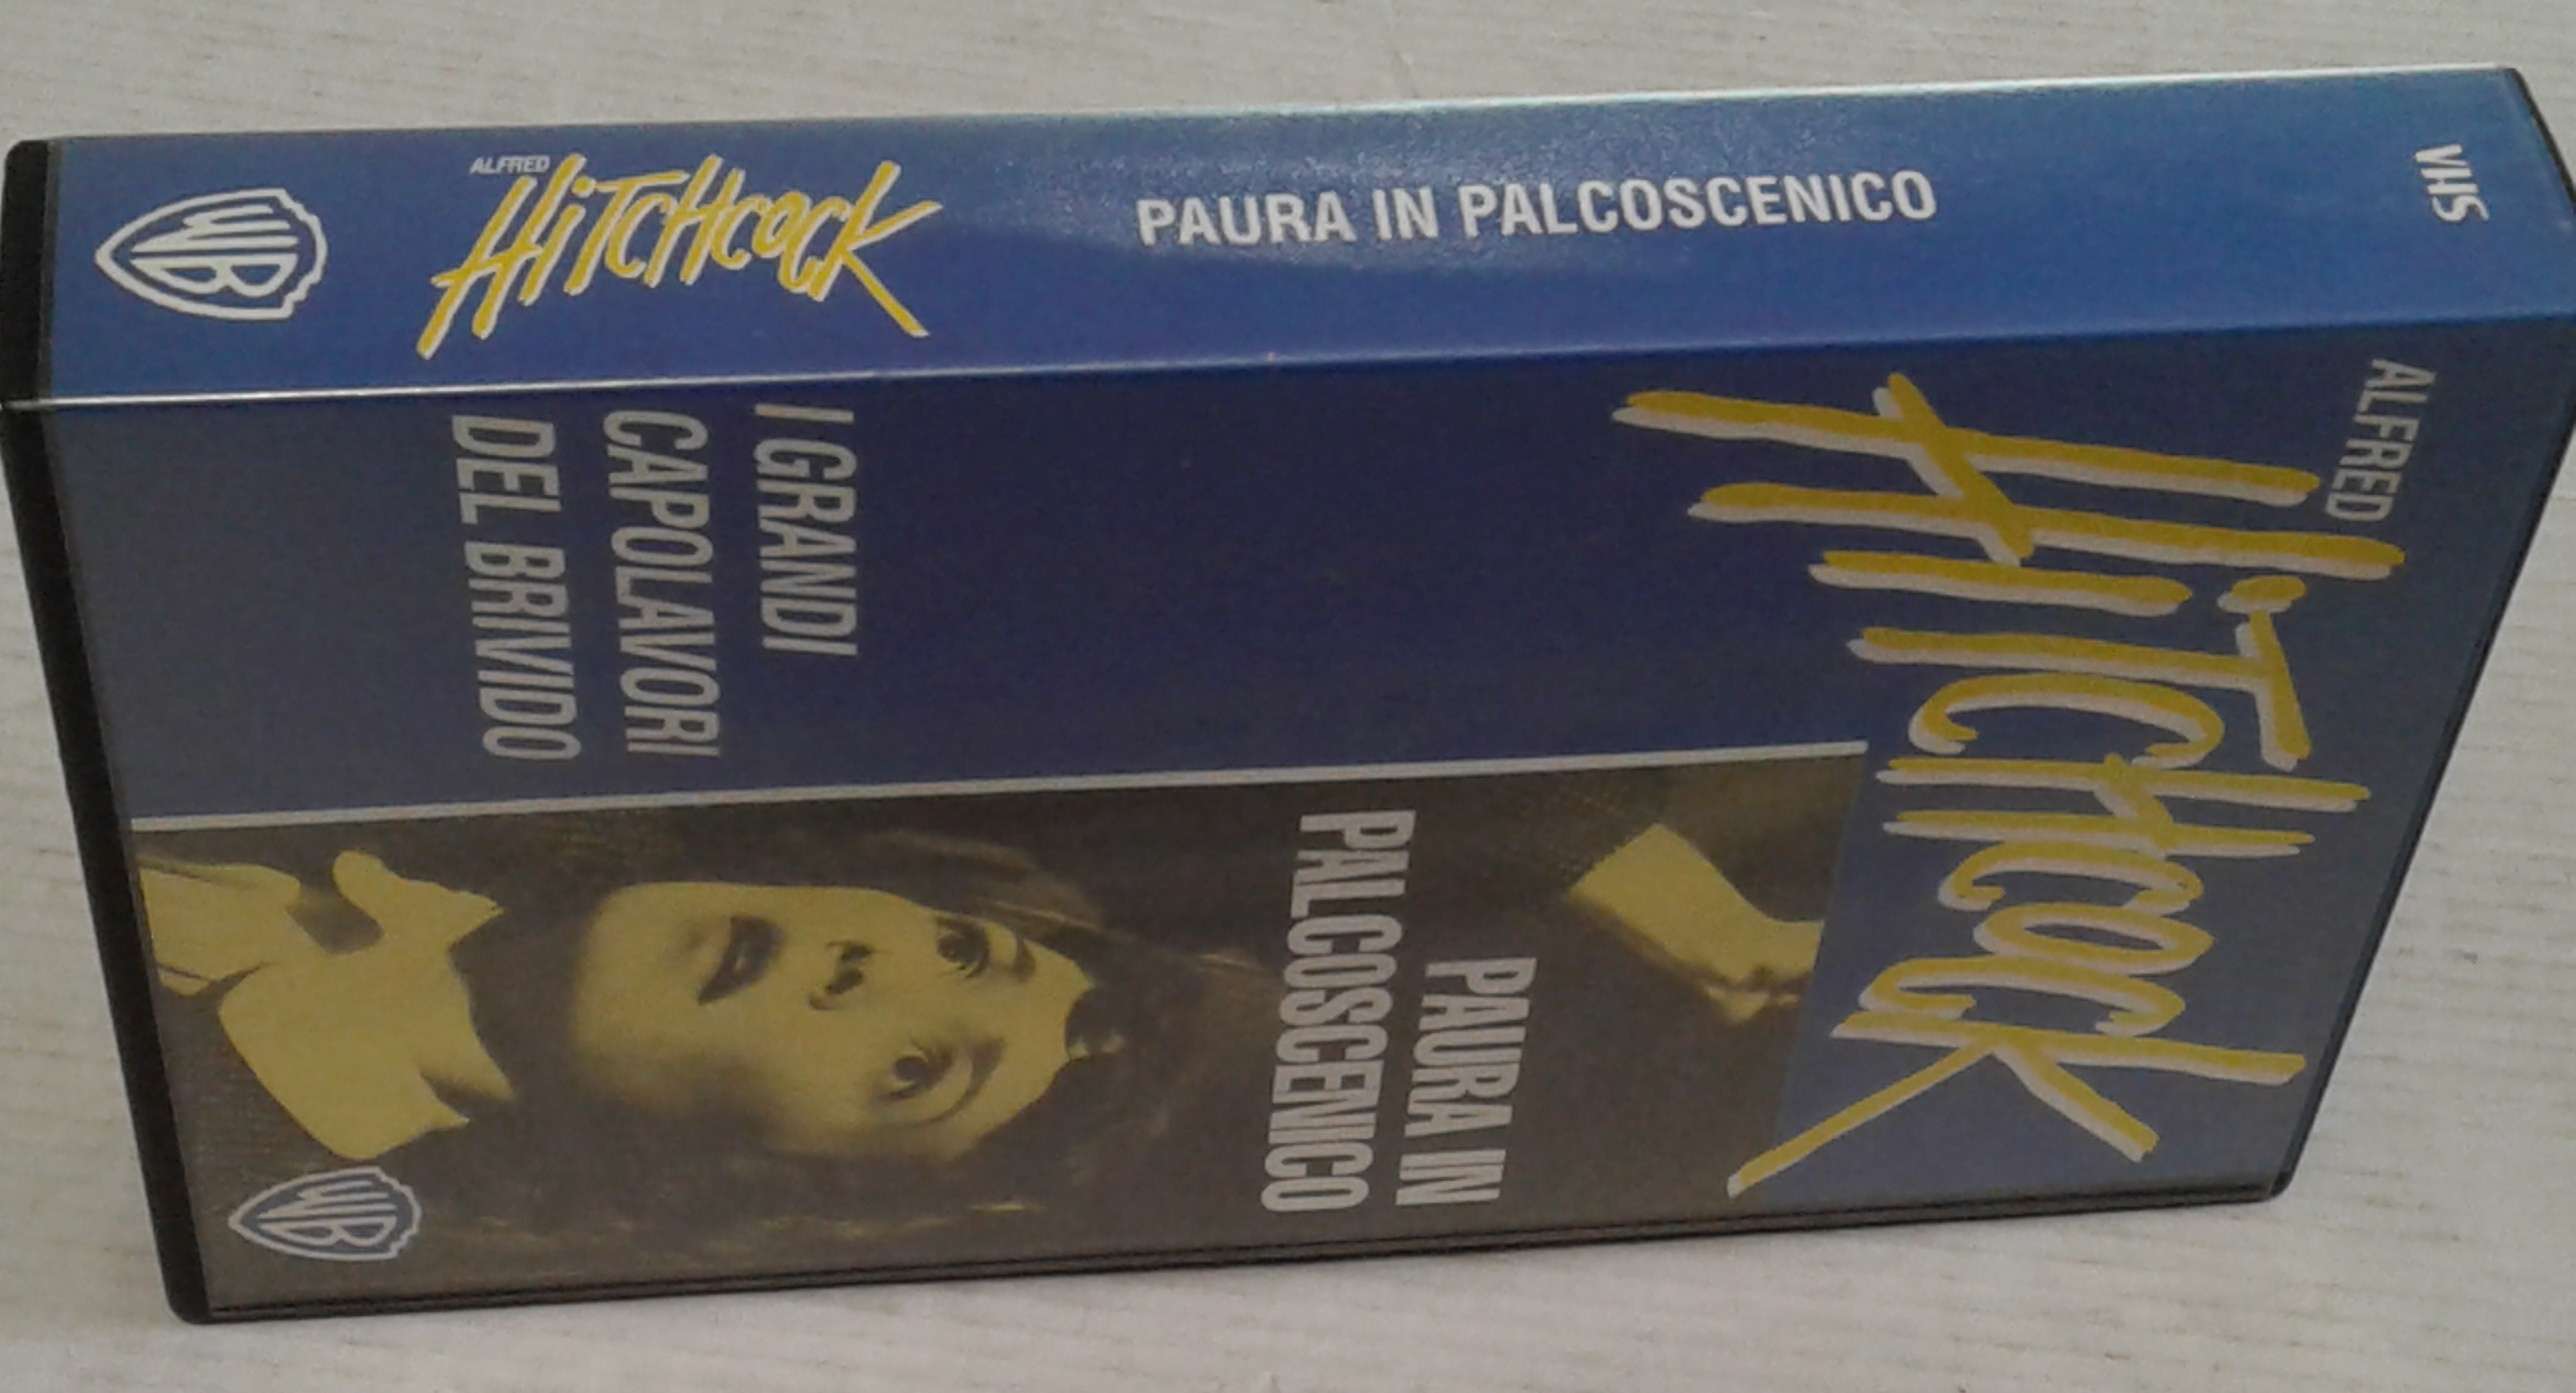 WB
ALFRED
HiTCHcocK
PAURA IN PALCOSCENICO
VHS
ALFRED
HiTCHcocK
PAURA IN
PALCOSCENICO
I GRANDI
CAPOLAVORI
DEL BRIVIDO
WB